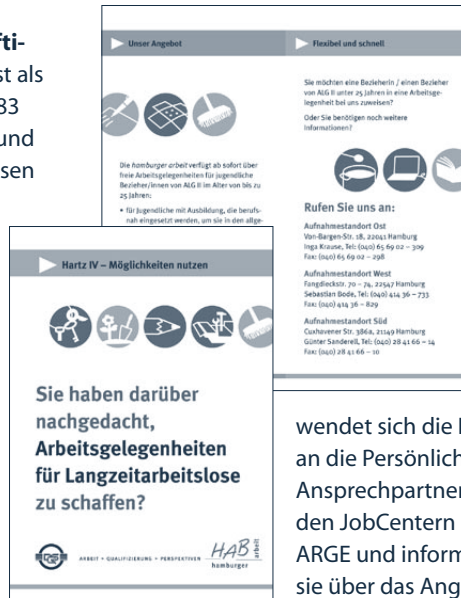 fti-
st als
83
und
sen
Unser Angebot
Die hamburger arbeit verfügt ab sofort über
freie Arbeitsgelegenheiten für jugendliche
Bezieher/innen von ALG II im Alter von bis zu
25 Jahren:
• für Jugendliche mit Ausbildung, die berufs-
nah eingesetzt werden, um sie in den allge-
Flexibel und schnell
Sie möchten eine Bezieherin / einen Bezieher
von ALG II unter 25 Jahren in eine Arbeitsge-
legenheit bei uns zuweisen?
Oder Sie benötigen noch weitere
Informationen?
Rufen Sie uns an:
Aufnahmestandort Ost
Von-Bargen-Str. 18, 22041 Hamburg
Inga Krause, Tel: (040) 65 69 02 – 309
Fax: (040) 65 69 02 – 298
Aufnahmestandort West
Fangdieckstr. 70 – 74, 22547 Hamburg
Sebastian Bode, Tel: (040) 414 36 – 733
Fax: (040) 414 36 – 829
Aufnahmestandort Süd
Cuxhavener Str. 386a, 21149 Hamburg
Günter Sanderell, Tel: (040) 28 41 66 – 14
Fax: (040) 28 41 66 – 10
Hartz IV – Möglichkeiten nutzen
Sie haben darüber
nachgedacht,
Arbeitsgelegenheiten
für Langzeitarbeitslose
zu schaffen?
ARBEIT • QUALIFIZIERUNG • PERSPEKTIVEN
HAB
hamburger
arbeit
wendet sich die
an die Persönlich
Ansprechpartner
den JobCentern
ARGE und inform
sie über das Ang